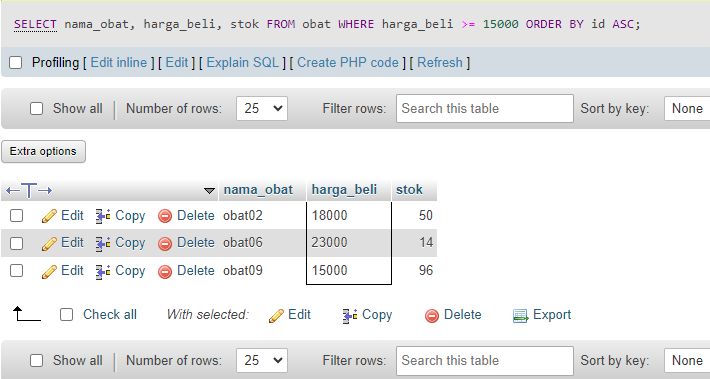 SELECT nama_obat, harga_beli, stok FROM obat WHERE harga_beli >= 15000 ORDER BY id ASC;
Profiling [ Edit inline ] [ Edit ] [ Explain SQL ] [ Create PHP code ] [ Refresh ]
Show all | Number of rows: 25 Filter rows: Search this table Sort by key: None
Extra options
nama_obat harga_beli stok
Edit Copy Delete obat02 18000 50
Edit Copy Delete obat06 23000 14
Edit Copy Delete obat09 15000 96
Check all With selected: Edit Copy Delete Export
Show all | Number of rows: 25 Filter rows: Search this table Sort by key: None